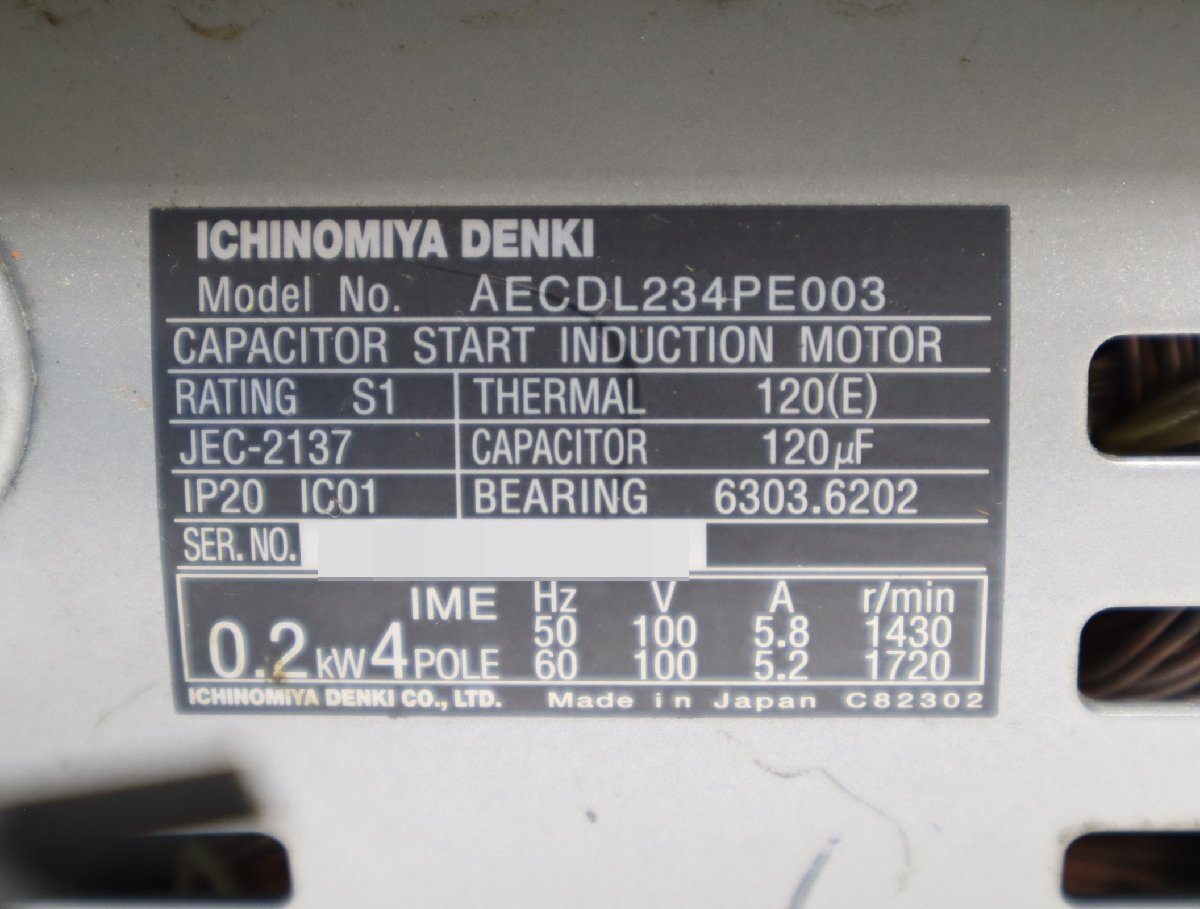 ICHINOMIYA DENKI
Model No. AECDL234PE003
CAPACITOR START INDUCTION MOTOR
RATING S1 THERMAL 120(E)
JEC-2137 CAPACITOR 120μF
IP20 IC01 BEARING 6303.6202
SER. NO.
IME Hz V A r/min
50 100 5.8 1430
0.2kW 4POLE 60 100 5.2 1720
ICHINOMIYA DENKI CO., LTD. Made in Japan C82302